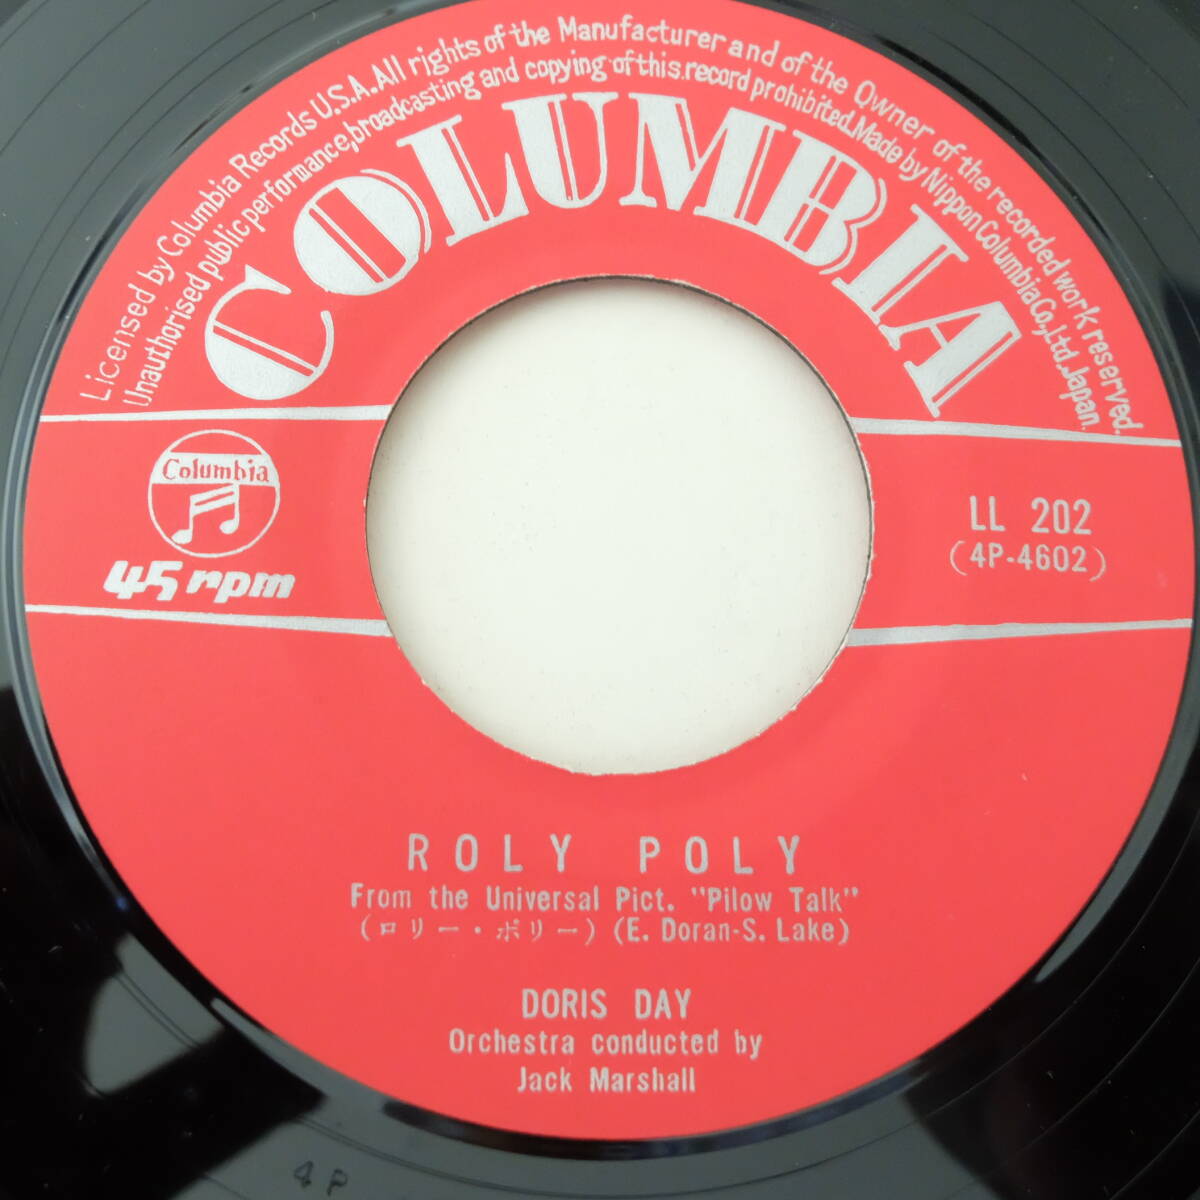 Licensed by Columbia Records U.S.A. All rights of the Manufacturer and of the Owner of the recorded work reserved.
Unauthorised public performance, broadcasting and copying of this record prohibited. Made by Nippon Columbia Co., Ltd. Japan.
COLUMBIA
Columbia
45 rpm
LL 202
(4P-4602)
ROLY POLY
From the Universal Pict. "Pilow Talk"
(ロリー・ポリー) (E. Doran-S. Lake)
DORIS DAY
Orchestra conducted by
Jack Marshall
4 P